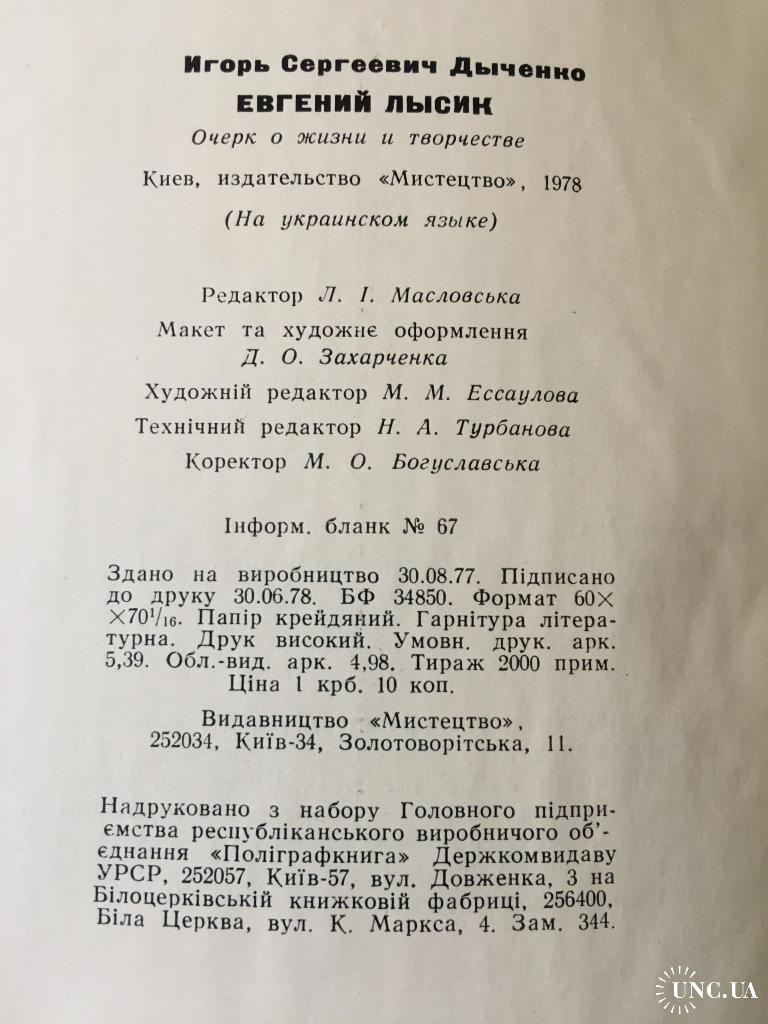 Игорь Сергеевич Дыченко
ЕВГЕНИЙ ЛЫСИК
Очерк о жизни и творчестве
Киев, издательство «Мистецтво», 1978
(На украинском языке)
Редактор Л. І. Масловська
Макет та художнє оформлення
Д. О. Захарченка
Художній редактор М. М. Ессаулова
Технічний редактор Н. А. Турбанова
Коректор М. О. Богуславська
Інформ. бланк № 67
Здано на виробництво 30.08.77. Підписано
до друку 30.06.78. БФ 34850. Формат 60×
×70¹/₁₆. Папір крейдяний. Гарнітура літера-
турна. Друк високий. Умовн. друк. арк.
5,39. Обл.-вид. арк. 4,98. Тираж 2000 прим.
Ціна 1 крб. 10 коп.
Видавництво «Мистецтво»,
252034, Київ-34, Золотоворітська, 11.
Надруковано з набору Головного підпри-
ємства республіканського виробничого об'-
єднання «Поліграфкнига» Держкомвидаву
УРСР, 252057, Київ-57, вул. Довженка, 3 на
Білоцерківській книжковій фабриці, 256400,
Біла Церква, вул. К. Маркса, 4. Зам. 344.
UNC.UA